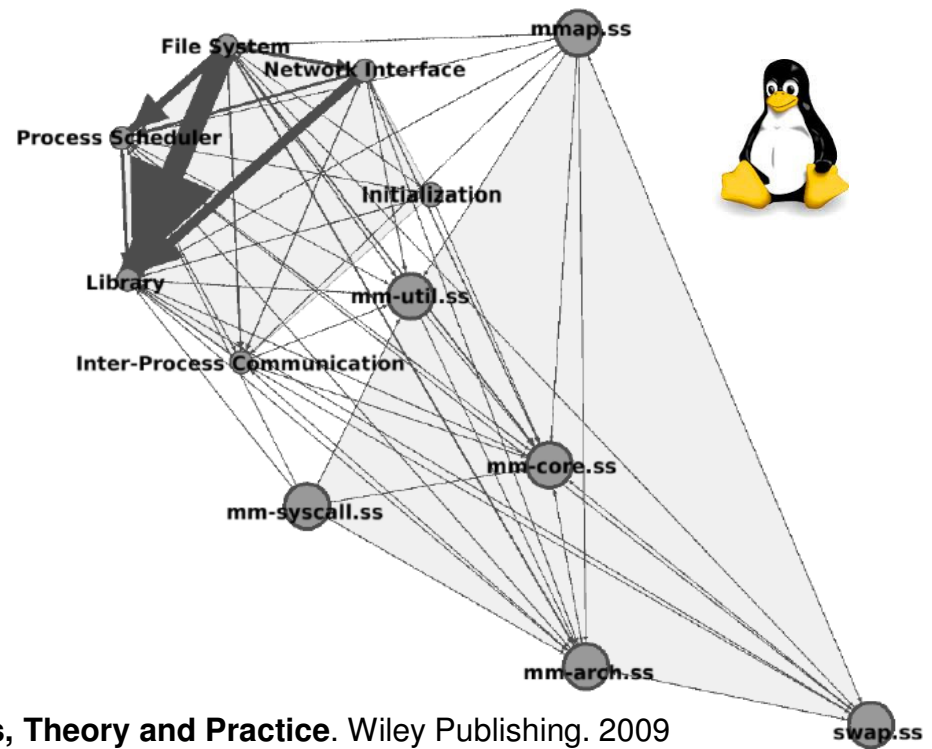 mmap.ss
File System
Network Interface
Process Scheduler
Initialization
Library
mm-util.ss
Inter-Process Communication
mm-core.ss
mm-syscall.ss
mm-arch.ss
s, Theory and Practice. Wiley Publishing. 2009
swap.ss